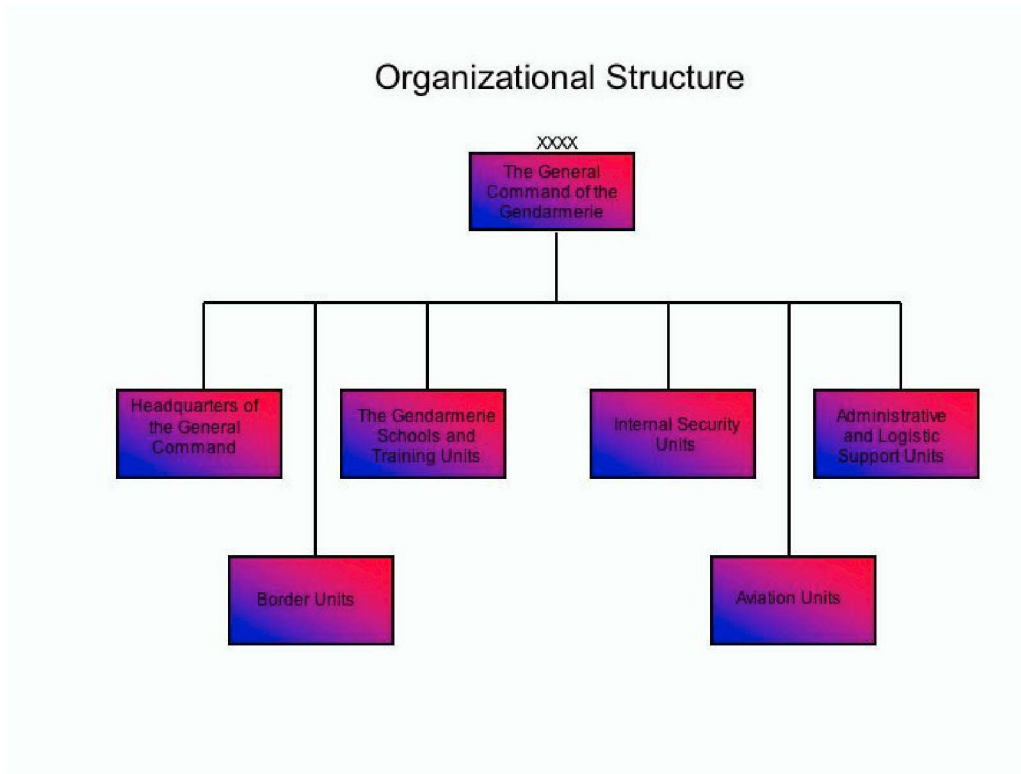 Organizational Structure
XXXX
The General
Command of the
Gendarmerie
Headquarters of
the General
Command
The Gendarmerie
Schools and
Training Units
Internal Security
Units
Administrative
and Logistic
Support Units
Border Units
Aviation Units